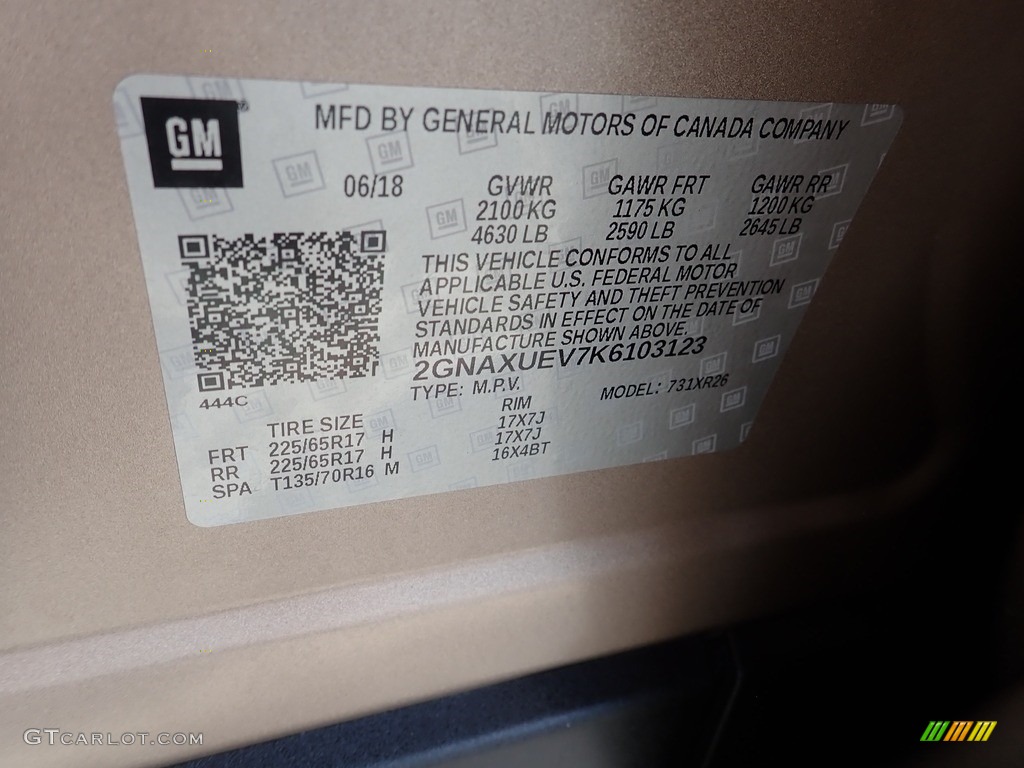 GM®
MFD BY GENERAL MOTORS OF CANADA COMPANY
06/18 GVWR GAWR FRT GAWR RR
2100 KG 1175 KG 1200 KG
4630 LB 2590 LB 2645 LB
THIS VEHICLE CONFORMS TO ALL
APPLICABLE U.S. FEDERAL MOTOR
VEHICLE SAFETY AND THEFT PREVENTION
STANDARDS IN EFFECT ON THE DATE OF
MANUFACTURE SHOWN ABOVE.
2GNAXUEV7K6103123
TYPE: M.P.V. MODEL: 731XR26
444C
TIRE SIZE RIM
FRT 225/65R17 H 17X7J
RR 225/65R17 H 17X7J
SPA T135/70R16 M 16X4BT
GTcarlot.com